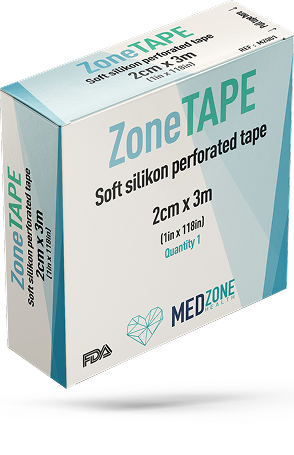 ZoneTAPE
Soft silikon perforated tape
2cm x 3m
(1in x 118in)
ZoneTAPE
Soft silikon perforated tape
2cm x 3m
(1in x 118in)
Quantity 1
MEDZONE
HEALTH
ZoneTAPE
Soft silikon perforated tape
2cm x 3m
(1in x 118in)
FDA